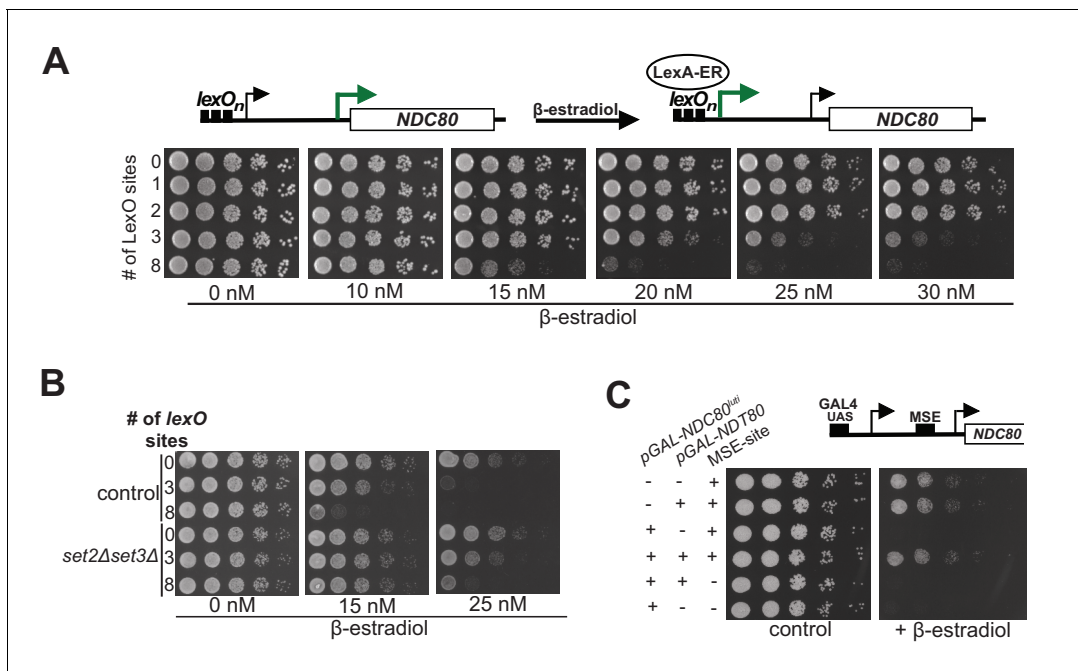 A
LexA-ER
lexOn
NDC80
β-estradiol
lexOn
NDC80
# of LexO sites
0
1
2
3
8
0 nM
10 nM
15 nM
20 nM
25 nM
30 nM
β-estradiol
B
# of lexO
sites
control
0
3
8
set2Δset3Δ
0
3
8
0 nM
15 nM
25 nM
β-estradiol
C
pGAL-NDC80luti
pGAL-NDT80
MSE-site
GAL4
UAS
MSE
NDC80
- - +
- + +
+ - +
+ + +
+ + -
+ - -
control
+ β-estradiol